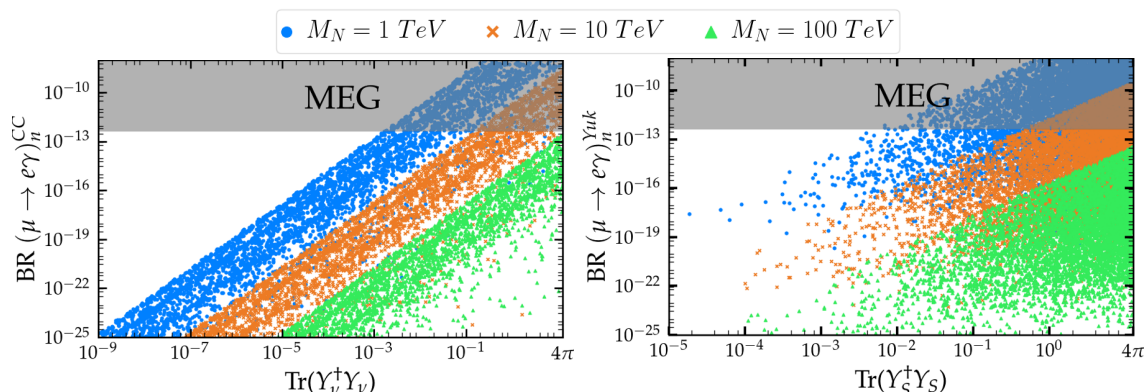 M_N = 1 TeV M_N = 10 TeV M_N = 100 TeV
BR (μ → eγ)_n^CC
10^-10
10^-13
10^-16
10^-19
10^-22
10^-25
MEG
10^-9 10^-7 10^-5 10^-3 10^-1 4π
Tr(Y_ν^†Y_ν)
BR (μ → eγ)_n^Yuk
10^-10
10^-13
10^-16
10^-19
10^-22
10^-25
MEG
10^-5 10^-4 10^-3 10^-2 10^-1 10^0 4π
Tr(Y_S^†Y_S)